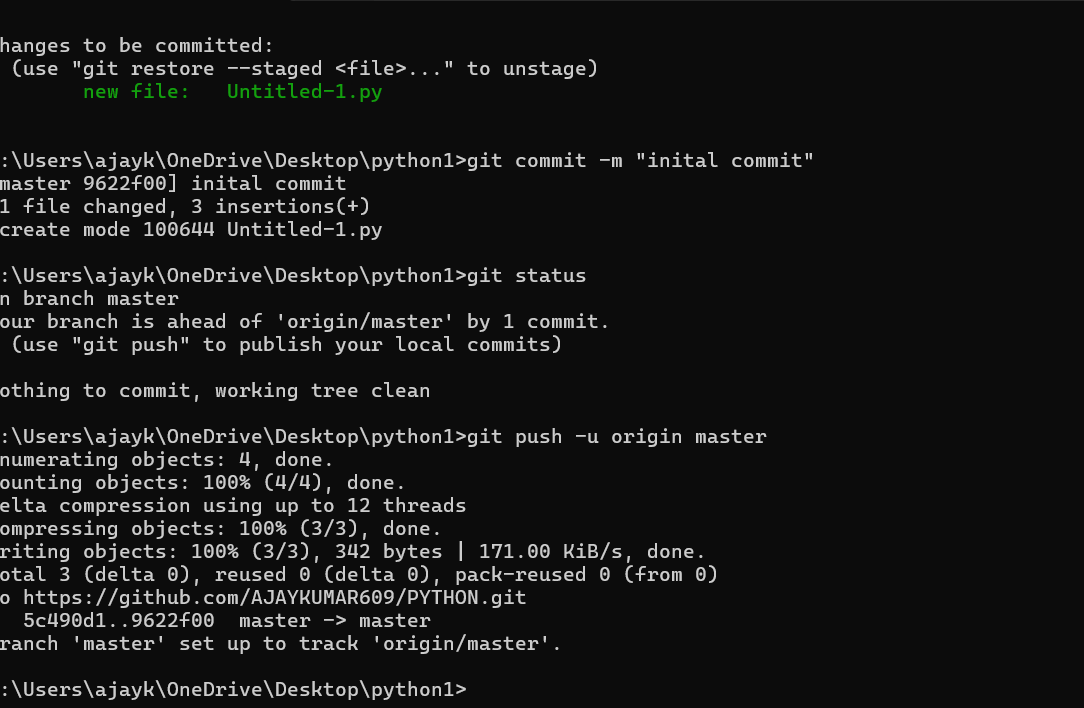 hanges to be committed:
  (use "git restore --staged <file>..." to unstage)
        new file:   Untitled-1.py
:\Users\ajayk\OneDrive\Desktop\python1>git commit -m "inital commit"
master 9622f00] inital commit
1 file changed, 3 insertions(+)
create mode 100644 Untitled-1.py
:\Users\ajayk\OneDrive\Desktop\python1>git status
n branch master
our branch is ahead of 'origin/master' by 1 commit.
  (use "git push" to publish your local commits)
othing to commit, working tree clean
:\Users\ajayk\OneDrive\Desktop\python1>git push -u origin master
numerating objects: 4, done.
ounting objects: 100% (4/4), done.
elta compression using up to 12 threads
ompressing objects: 100% (3/3), done.
riting objects: 100% (3/3), 342 bytes | 171.00 KiB/s, done.
otal 3 (delta 0), reused 0 (delta 0), pack-reused 0 (from 0)
o https://github.com/AJAYKUMAR609/PYTHON.git
   5c490d1..9622f00  master -> master
ranch 'master' set up to track 'origin/master'.
:\Users\ajayk\OneDrive\Desktop\python1>